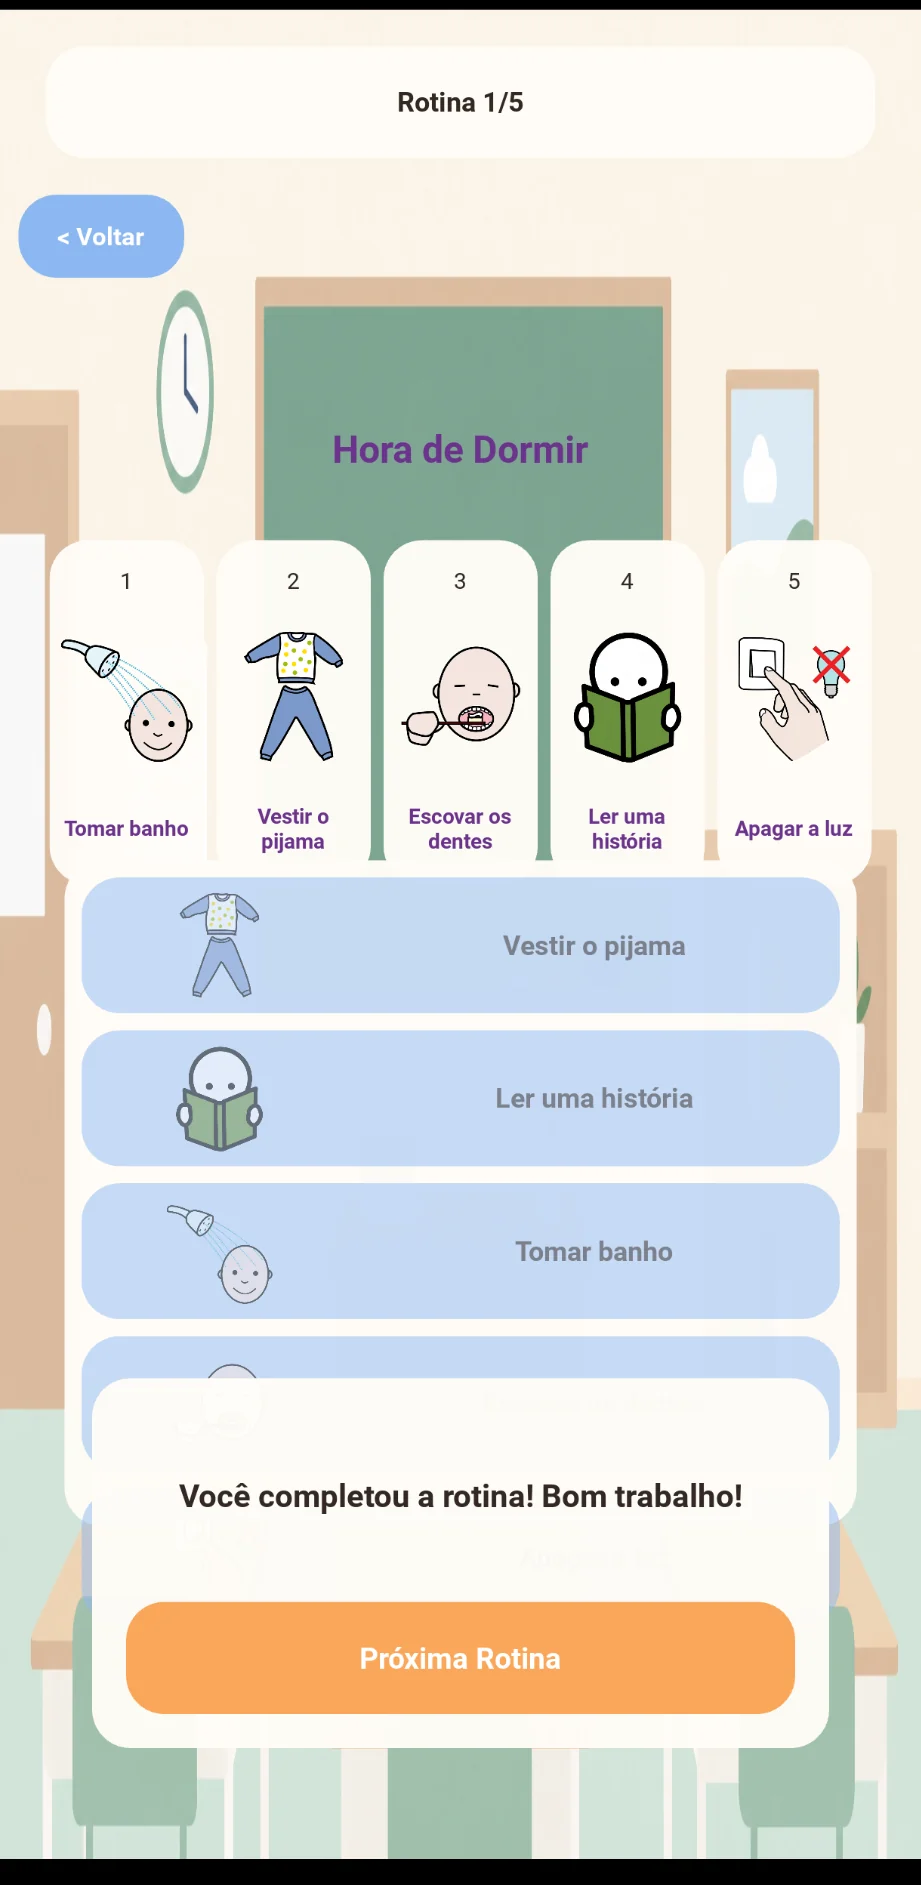 Rotina 1/5
< Voltar
Hora de Dormir
1
2
3
4
5
Tomar banho
Vestir o
pijama
Escovar os
dentes
Ler uma
história
Apagar a luz
Vestir o pijama
Ler uma história
Tomar banho
Você completou a rotina! Bom trabalho!
Próxima Rotina